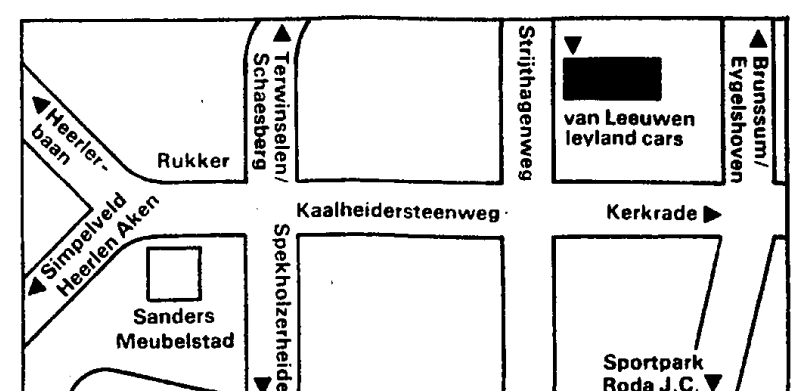 Heerler-
baan
Rukker
Terwinselen/
Schaesberg
Strijthagenweg
van Leeuwen
leyland cars
Brunssum/
Eygelshoven
Simpelveld
Heerlen Aken
Kaalheidersteenweg
Kerkrade
Sanders
Meubelstad
Spekholzerheide
Sportpark
Roda J.C.